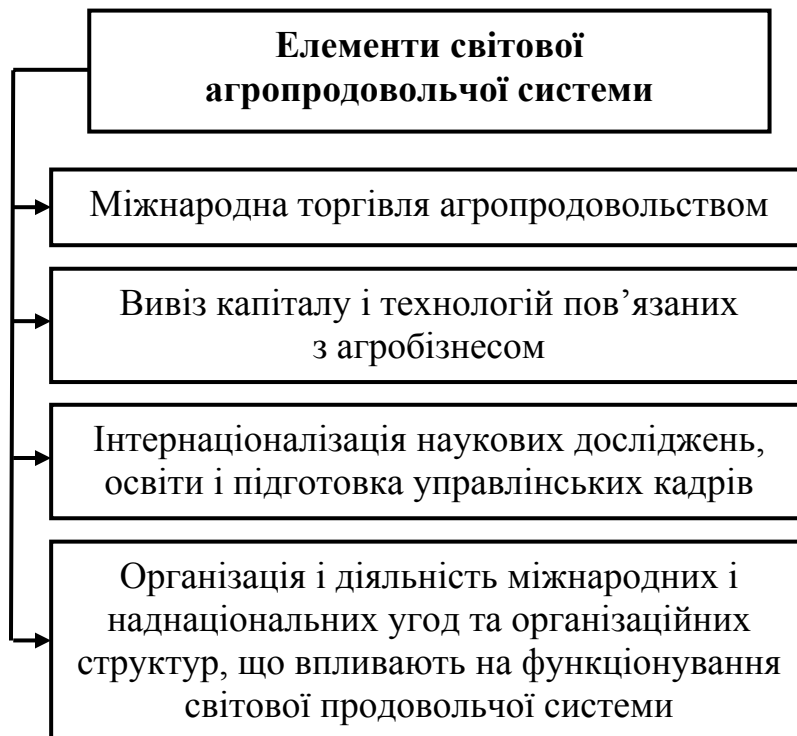 Елементи світової
агропродовольчої системи
Міжнародна торгівля агропродовольством
Вивіз капіталу і технологій пов’язаних
з агробізнесом
Інтернаціоналізація наукових досліджень,
освіти і підготовка управлінських кадрів
Організація і діяльність міжнародних і
наднаціональних угод та організаційних
структур, що впливають на функціонування
світової продовольчої системи